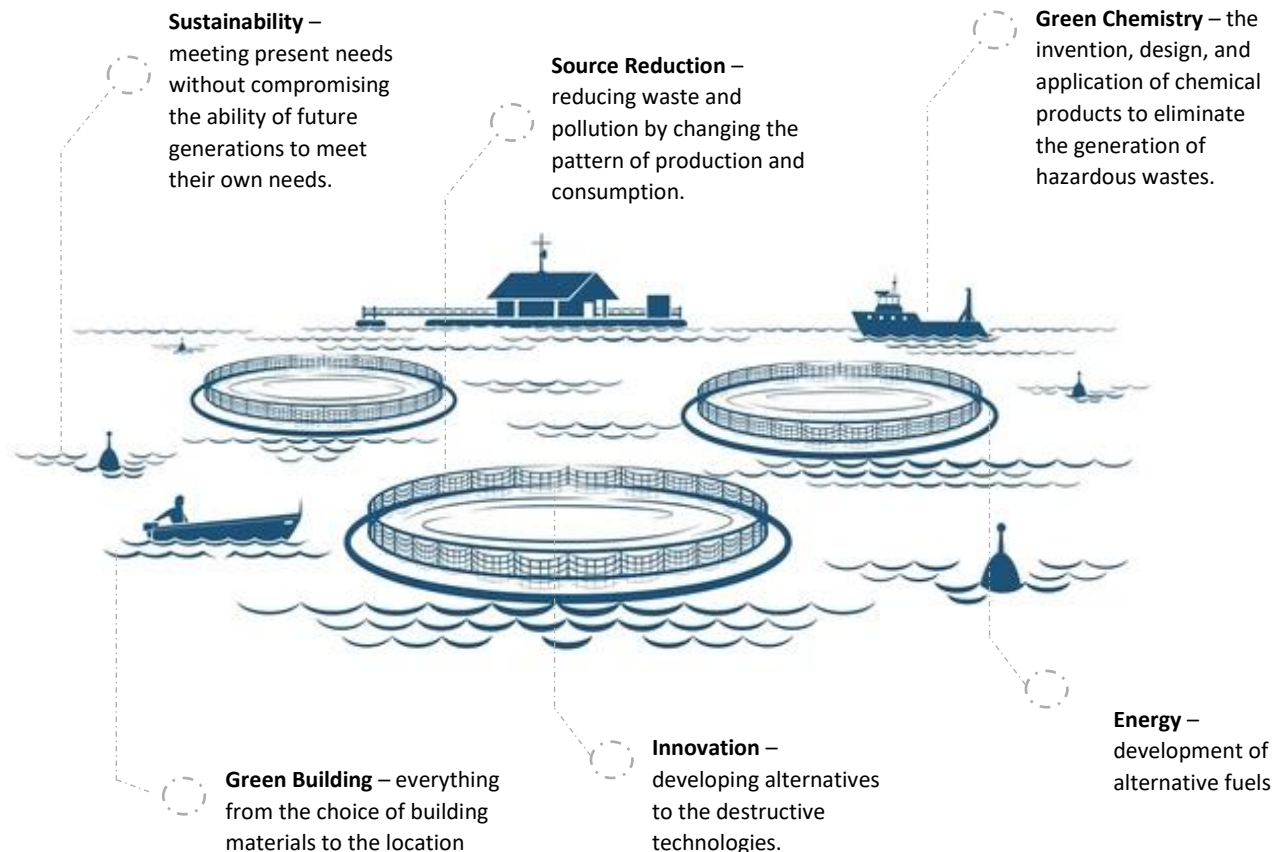 Sustainability –
meeting present needs
without compromising
the ability of future
generations to meet
their own needs.
Source Reduction –
reducing waste and
pollution by changing the
pattern of production and
consumption.
Green Chemistry – the
invention, design, and
application of chemical
products to eliminate
the generation of
hazardous wastes.
Green Building – everything
from the choice of building
materials to the location
Innovation –
developing alternatives
to the destructive
technologies.
Energy –
development of
alternative fuels